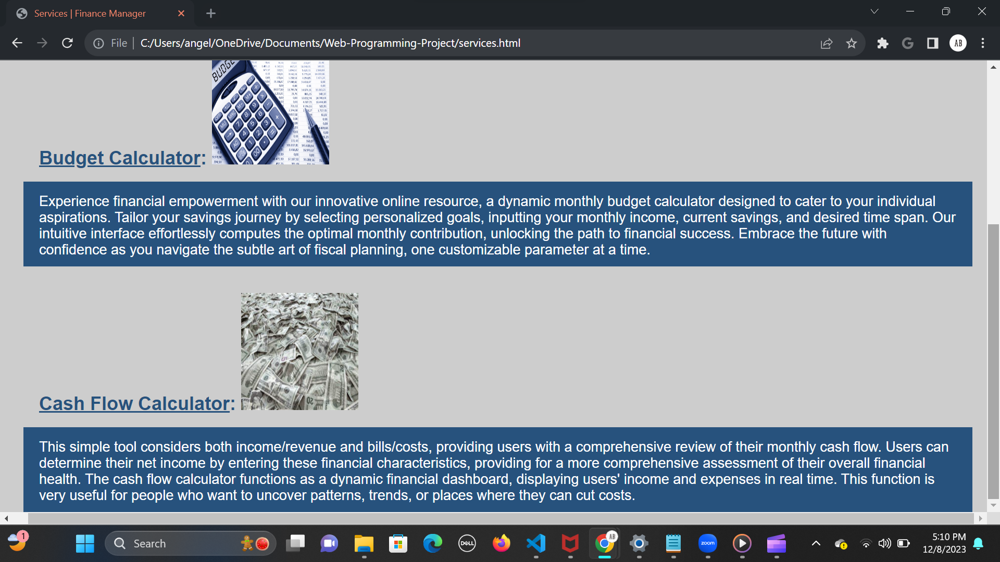 Services | Finance Manager
File
C:/Users/angel/OneDrive/Documents/Web-Programming-Project/services.html
AB
BUDGE
Budget Calculator:
Experience financial empowerment with our innovative online resource, a dynamic monthly budget calculator designed to cater to your individual
aspirations. Tailor your savings journey by selecting personalized goals, inputting your monthly income, current savings, and desired time span. Our
intuitive interface effortlessly computes the optimal monthly contribution, unlocking the path to financial success. Embrace the future with
confidence as you navigate the subtle art of fiscal planning, one customizable parameter at a time.
Cash Flow Calculator:
This simple tool considers both income/revenue and bills/costs, providing users with a comprehensive review of their monthly cash flow. Users can
determine their net income by entering these financial characteristics, providing for a more comprehensive assessment of their overall financial
health. The cash flow calculator functions as a dynamic financial dashboard, displaying users' income and expenses in real time. This function is
very useful for people who want to uncover patterns, trends, or places where they can cut costs.
1
Search
DELL
AB
zoom
5:10 PM
12/8/2023